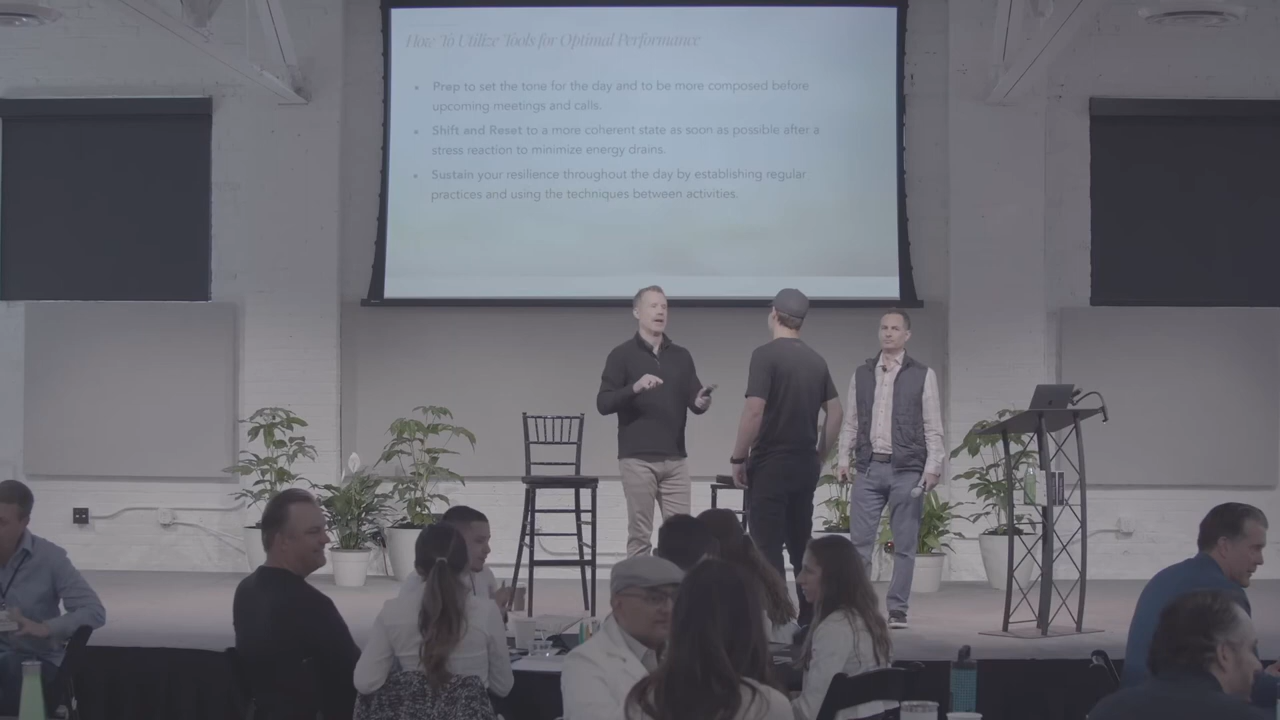 How To Utilize Tools for Optimal Performance
• Prep to set the tone for the day and to be more composed before
upcoming meetings and calls.
• Shift and Reset to a more coherent state as soon as possible after a
stress reaction to minimize energy drains.
• Sustain your resilience throughout the day by establishing regular
practices and using the techniques between activities.